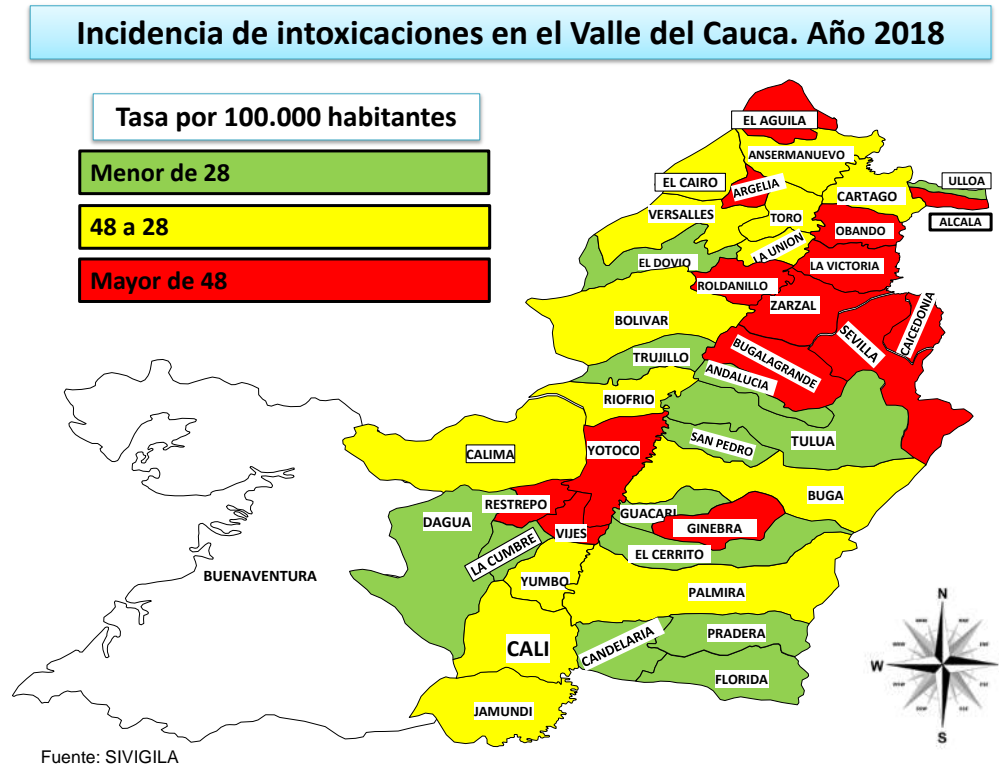 Incidencia de intoxicaciones en el Valle del Cauca. Año 2018
Tasa por 100.000 habitantes
Menor de 28
48 a 28
Mayor de 48
EL AGUILA
ANSERMANUEVO
EL CAIRO
ARGELIA
ULLOA
CARTAGO
VERSALLES
TORO
ALCALA
OBANDO
LA UNION
EL DOVIO
LA VICTORIA
ROLDANILLO
ZARZAL
CAICEDONIA
BOLIVAR
SEVILLA
TRUJILLO
BUGALAGRANDE
ANDALUCIA
RIOFRIO
TULUA
SAN PEDRO
YOTOCO
CALIMA
BUGA
RESTREPO
GUACARI
DAGUA
GINEBRA
VIJES
LA CUMBRE
EL CERRITO
BUENAVENTURA
YUMBO
PALMIRA
PRADERA
CANDELARIA
CALI
FLORIDA
JAMUNDI
N
W
E
S
Fuente: SIVIGILA